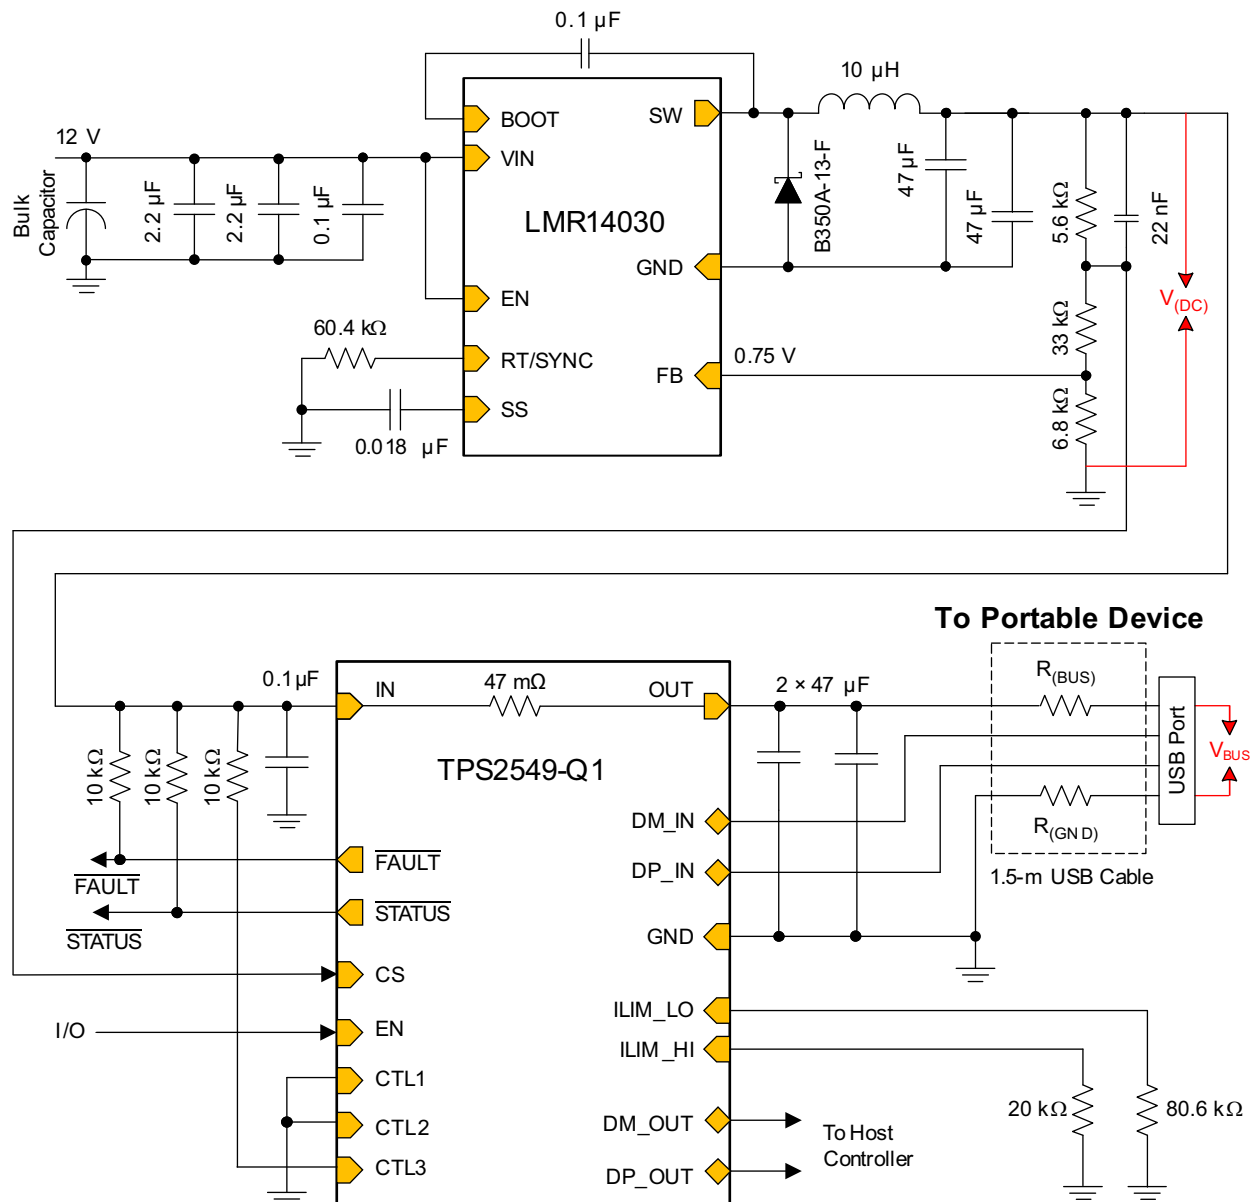 0.1 µF
10 µH
BOOT
SW
12 V
VIN
B350A-13-F
47 µF
47 µF
5.6 kΩ
22 nF
Bulk
Capacitor
2.2 µF
2.2 µF
0.1 µF
LMR14030
GND
EN
V(DC)
60.4 kΩ
33 kΩ
RT/SYNC
FB
0.75 V
SS
0.018 µF
6.8 kΩ
To Portable Device
0.1 µF
IN
47 mΩ
OUT
2 × 47 µF
R(BUS)
10 kΩ
10 kΩ
10 kΩ
TPS2549-Q1
USB Port
VBUS
DM_IN
R(GND)
FAULT
FAULT
DP_IN
1.5-m USB Cable
STATUS
STATUS
GND
CS
ILIM_LO
I/O
EN
ILIM_HI
CTL1
20 kΩ
80.6 kΩ
CTL2
DM_OUT
To Host
Controller
CTL3
DP_OUT